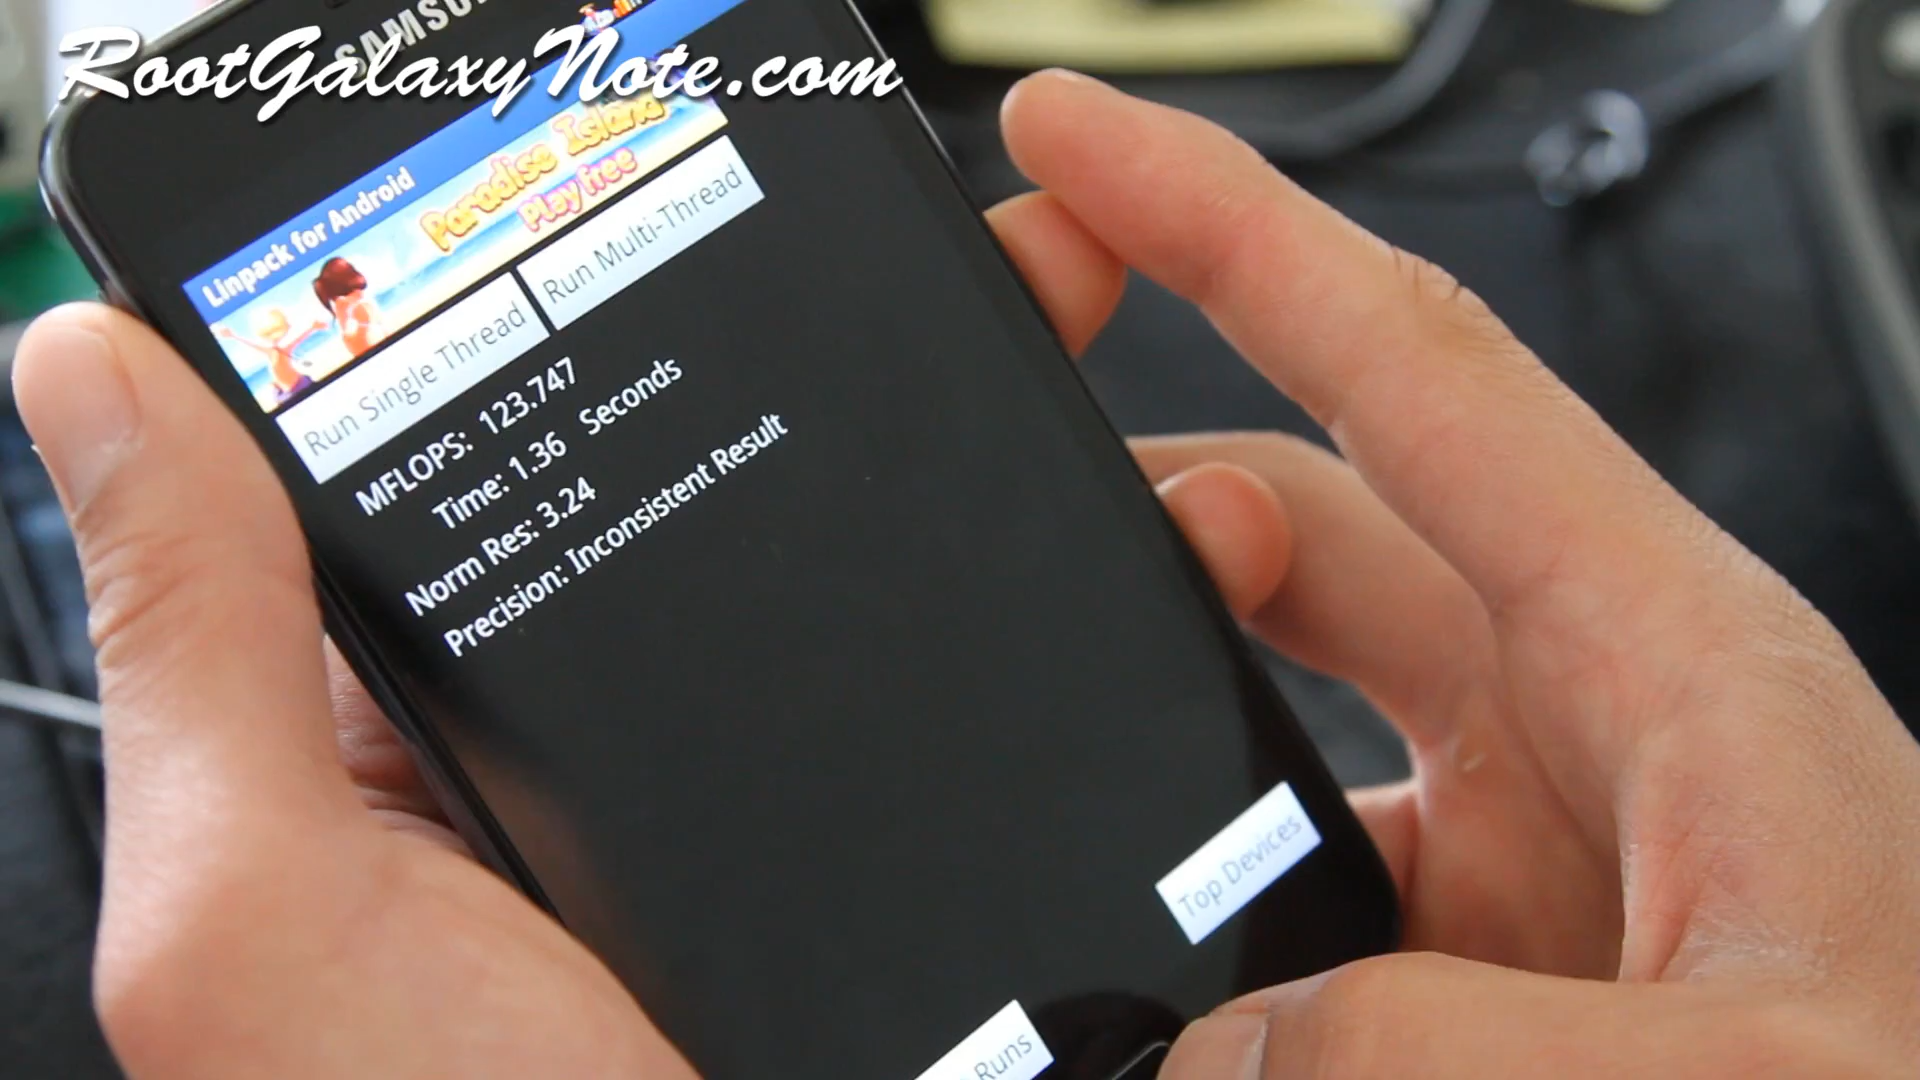 RootGalaxyNote.com
SAMSU
Linpack for Android
Paradise Island
Play free
Run Single Thread
Run Multi-Thread
MFLOPS: 123.747
Time: 1.36 Seconds
Norm Res: 3.24
Precision: Inconsistent Result
Top Devices
Runs